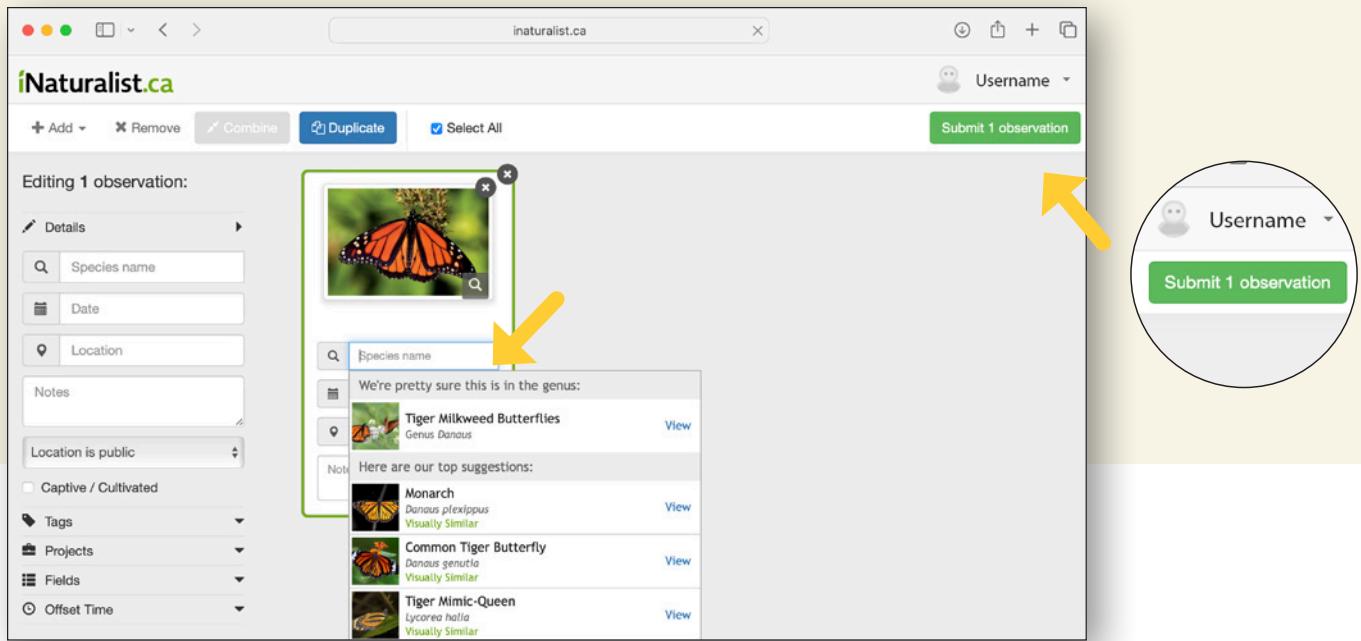 inaturalist.ca
iNaturalist.ca
Username
Add
Remove
Combine
Duplicate
Select All
Submit 1 observation
Editing 1 observation:
Details
Species name
Date
Location
Notes
Location is public
Captive / Cultivated
Tags
Projects
Fields
Offset Time
Species name
We're pretty sure this is in the genus:
Tiger Milkweed Butterflies
Genus Danaus
View
Here are our top suggestions:
Monarch
Danaus plexippus
Visually Similar
View
Common Tiger Butterfly
Danaus genutia
Visually Similar
View
Tiger Mimic-Queen
Lycorea halia
Visually Similar
View
Username
Submit 1 observation